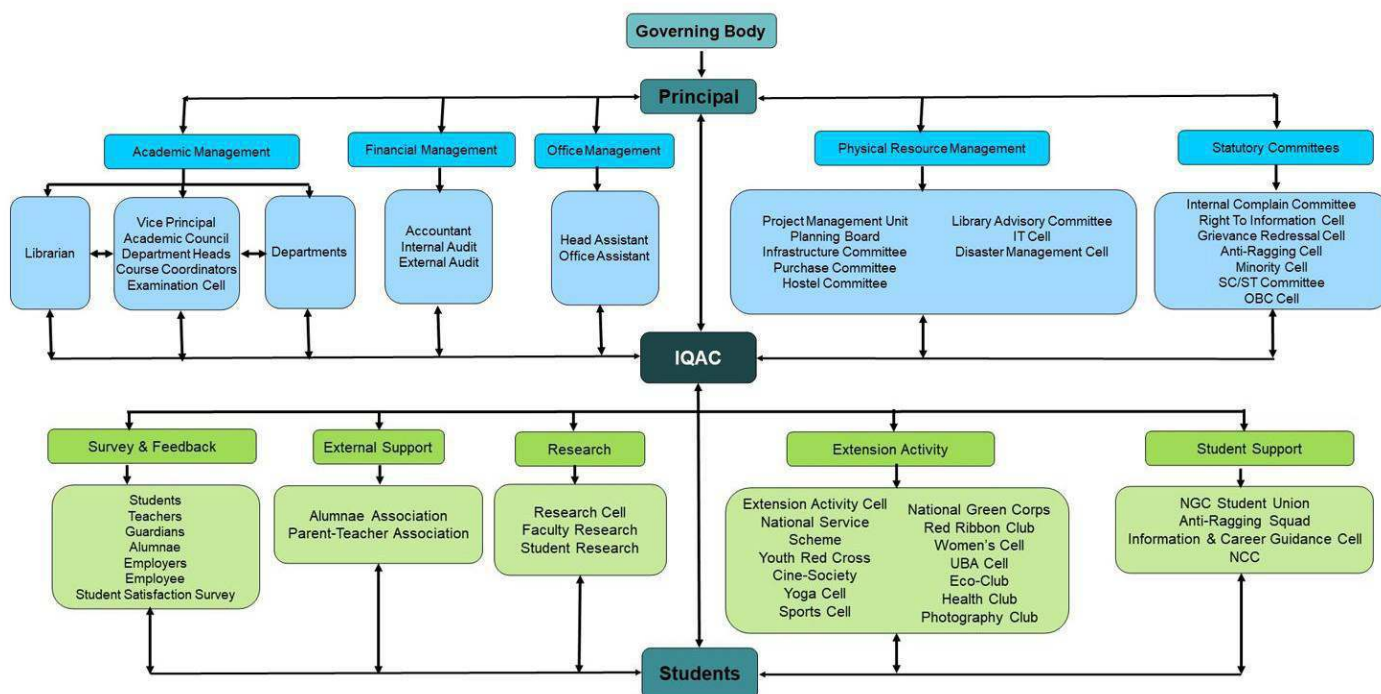 Governing Body
Principal
Academic Management
Financial Management
Office Management
Physical Resource Management
Statutory Committees
Librarian
Vice Principal
Academic Council
Department Heads
Course Coordinators
Examination Cell
Departments
Accountant
Internal Audit
External Audit
Head Assistant
Office Assistant
Project Management Unit
Planning Board
Infrastructure Committee
Purchase Committee
Hostel Committee
Library Advisory Committee
IT Cell
Disaster Management Cell
Internal Complain Committee
Right To Information Cell
Grievance Redressal Cell
Anti-Ragging Cell
Minority Cell
SC/ST Committee
OBC Cell
IQAC
Survey & Feedback
External Support
Research
Extension Activity
Student Support
Students
Teachers
Guardians
Alumnae
Employers
Employee
Student Satisfaction Survey
Alumnae Association
Parent-Teacher Association
Research Cell
Faculty Research
Student Research
Extension Activity Cell
National Service
Scheme
Youth Red Cross
Cine-Society
Yoga Cell
Sports Cell
National Green Corps
Red Ribbon Club
Women's Cell
UBA Cell
Eco-Club
Health Club
Photography Club
NGC Student Union
Anti-Ragging Squad
Information & Career Guidance Cell
NCC
Students